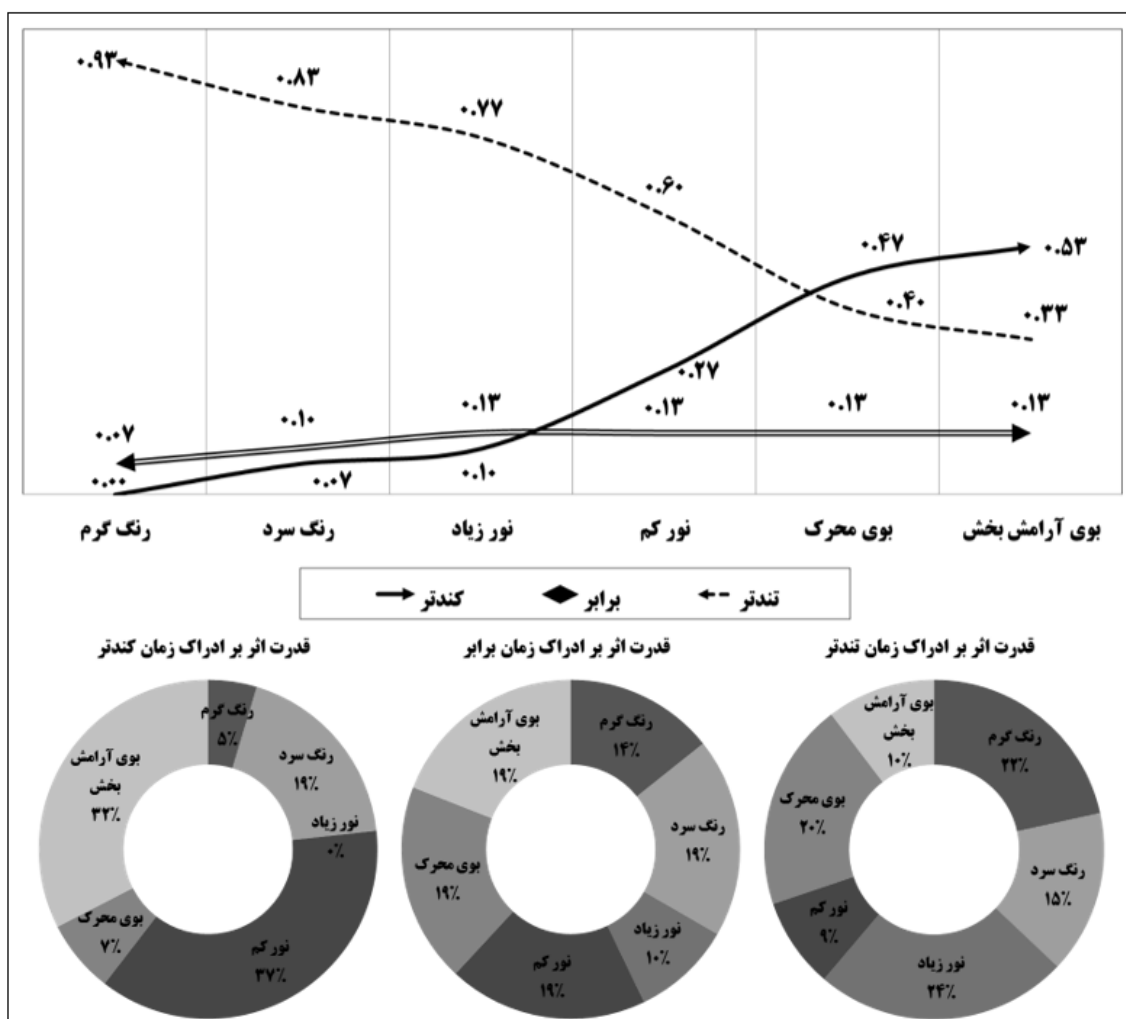 ۰.۹۳
۰.۸۳
۰.۷۷
۰.۶۰
۰.۴۷
۰.۵۳
۰.۴۰
۰.۳۳
۰.۲۷
۰.۰۷
۰.۱۰
۰.۱۳
۰.۱۳
۰.۱۳
۰.۱۳
۰.۰۰
۰.۰۷
۰.۱۰
رنگ گرم
رنگ سرد
نور زیاد
نور کم
بوی محرک
بوی آرامش بخش
تندتر
برابر
کندتر
قدرت اثر بر ادراک زمان تندتر
رنگ گرم
۲۲٪
رنگ سرد
۱۵٪
نور زیاد
۲۴٪
نور کم
۹٪
بوی محرک
۲۰٪
بوی آرامش
بخش
۱۰٪
قدرت اثر بر ادراک زمان برابر
رنگ گرم
۱۴٪
رنگ سرد
۱۹٪
نور زیاد
۱۰٪
نور کم
۱۹٪
بوی محرک
۱۹٪
بوی آرامش
بخش
۱۹٪
قدرت اثر بر ادراک زمان کندتر
رنگ گرم
۵٪
رنگ سرد
۱۹٪
نور زیاد
۰٪
نور کم
۳۷٪
بوی محرک
۷٪
بوی آرامش
بخش
۳۲٪